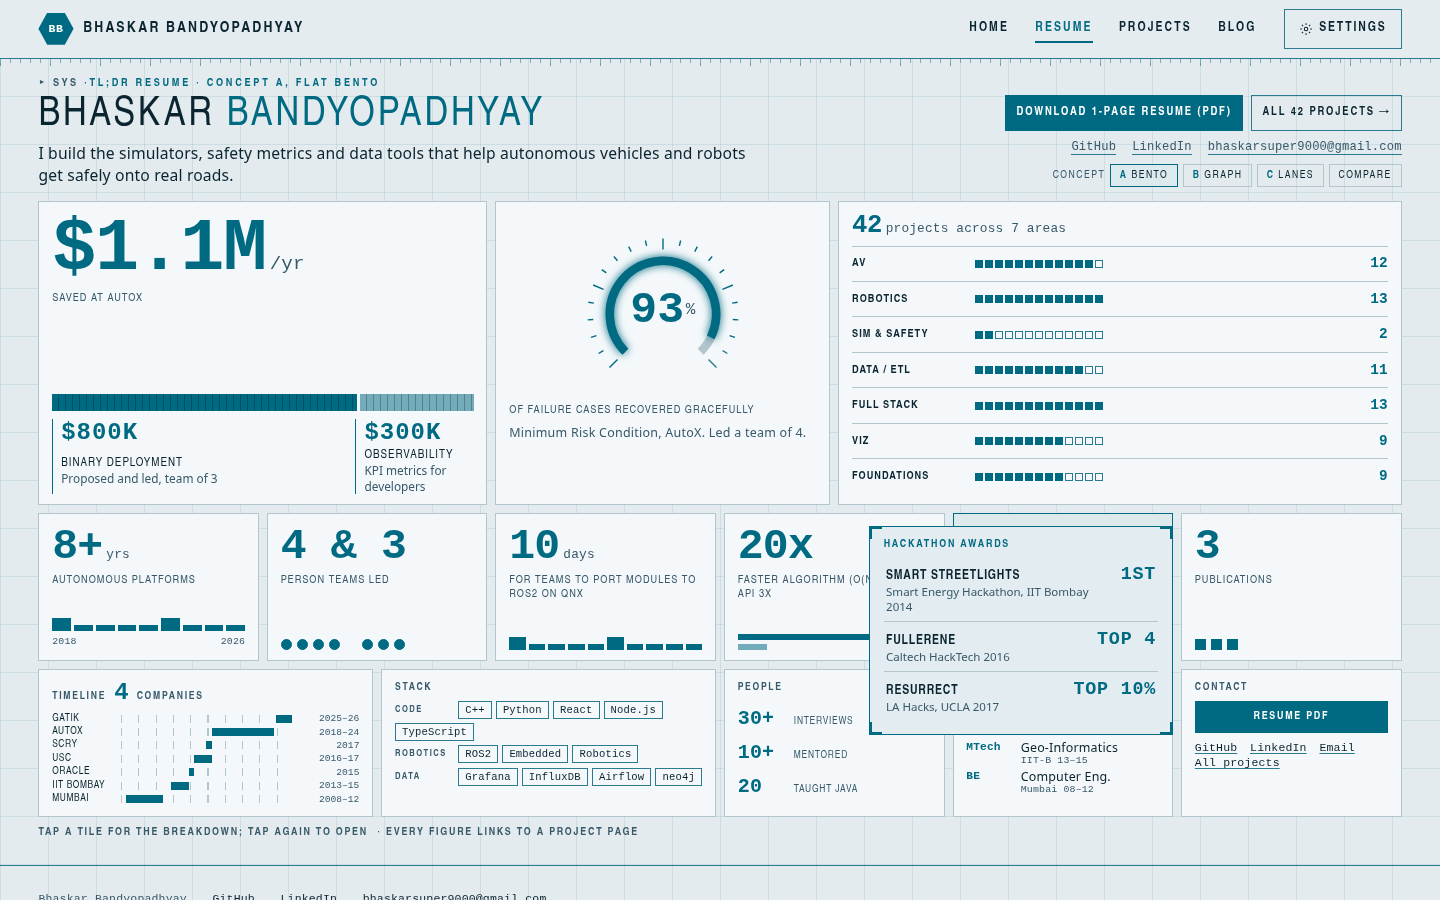 BB BHASKAR BANDYOPADHYAY
HOME RESUME PROJECTS BLOG SETTINGS
‣ SYS ·TL;DR RESUME · CONCEPT A, FLAT BENTO
BHASKAR BANDYOPADHYAY
I build the simulators, safety metrics and data tools that help autonomous vehicles and robots
get safely onto real roads.
DOWNLOAD 1-PAGE RESUME (PDF) ALL 42 PROJECTS →
GitHub LinkedIn bhaskarsuper9000@gmail.com
CONCEPT A BENTO B GRAPH C LANES COMPARE
$1.1M/yr
SAVED AT AUTOX
$800K
BINARY DEPLOYMENT
Proposed and led, team of 3
$300K
OBSERVABILITY
KPI metrics for
developers
93%
OF FAILURE CASES RECOVERED GRACEFULLY
Minimum Risk Condition, AutoX. Led a team of 4.
42 projects across 7 areas
AV 12
ROBOTICS 13
SIM & SAFETY 2
DATA / ETL 11
FULL STACK 13
VIZ 9
FOUNDATIONS 9
8+ yrs
AUTONOMOUS PLATFORMS
2018 2026
4 & 3
PERSON TEAMS LED
10 days
FOR TEAMS TO PORT MODULES TO
ROS2 ON QNX
20x
FASTER ALGORITHM
API 3X
HACKATHON AWARDS
SMART STREETLIGHTS 1ST
Smart Energy Hackathon, IIT Bombay
2014
FULLERENE TOP 4
Caltech HackTech 2016
RESURRECT TOP 10%
LA Hacks, UCLA 2017
3
PUBLICATIONS
TIMELINE 4 COMPANIES
GATIK 2025–26
AUTOX 2018–24
SCRY 2017
USC 2016–17
ORACLE 2015
IIT BOMBAY 2013–15
MUMBAI 2008–12
STACK
CODE C++ Python React Node.js
TypeScript
ROBOTICS ROS2 Embedded Robotics
DATA Grafana InfluxDB Airflow neo4j
PEOPLE
30+ INTERVIEWS
10+ MENTORED
20 TAUGHT JAVA
MTech Geo-Informatics
IIT-B 13–15
BE Computer Eng.
Mumbai 08–12
CONTACT
RESUME PDF
GitHub LinkedIn Email
All projects
TAP A TILE FOR THE BREAKDOWN; TAP AGAIN TO OPEN · EVERY FIGURE LINKS TO A PROJECT PAGE
Bhaskar Bandyopadhyay GitHub LinkedIn bhaskarsuper9000@gmail.com